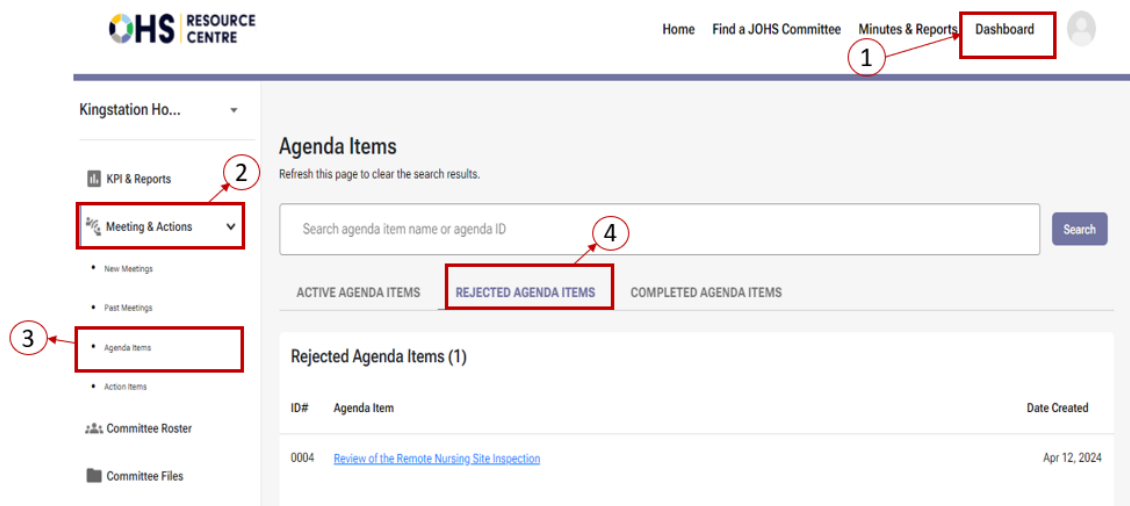 OHS RESOURCE CENTRE
Home Find a JOHS Committee Minutes & Reports Dashboard
1
Kingstation Ho...
Agenda Items
Refresh this page to clear the search results.
KPI & Reports
2
Meeting & Actions
Search agenda item name or agenda ID
4
Search
New Meetings
ACTIVE AGENDA ITEMS REJECTED AGENDA ITEMS COMPLETED AGENDA ITEMS
Past Meetings
3
Agenda Items
Rejected Agenda Items (1)
Action Items
ID# Agenda Item Date Created
Committee Roster
0004 Review of the Remote Nursing Site Inspection Apr 12, 2024
Committee Files